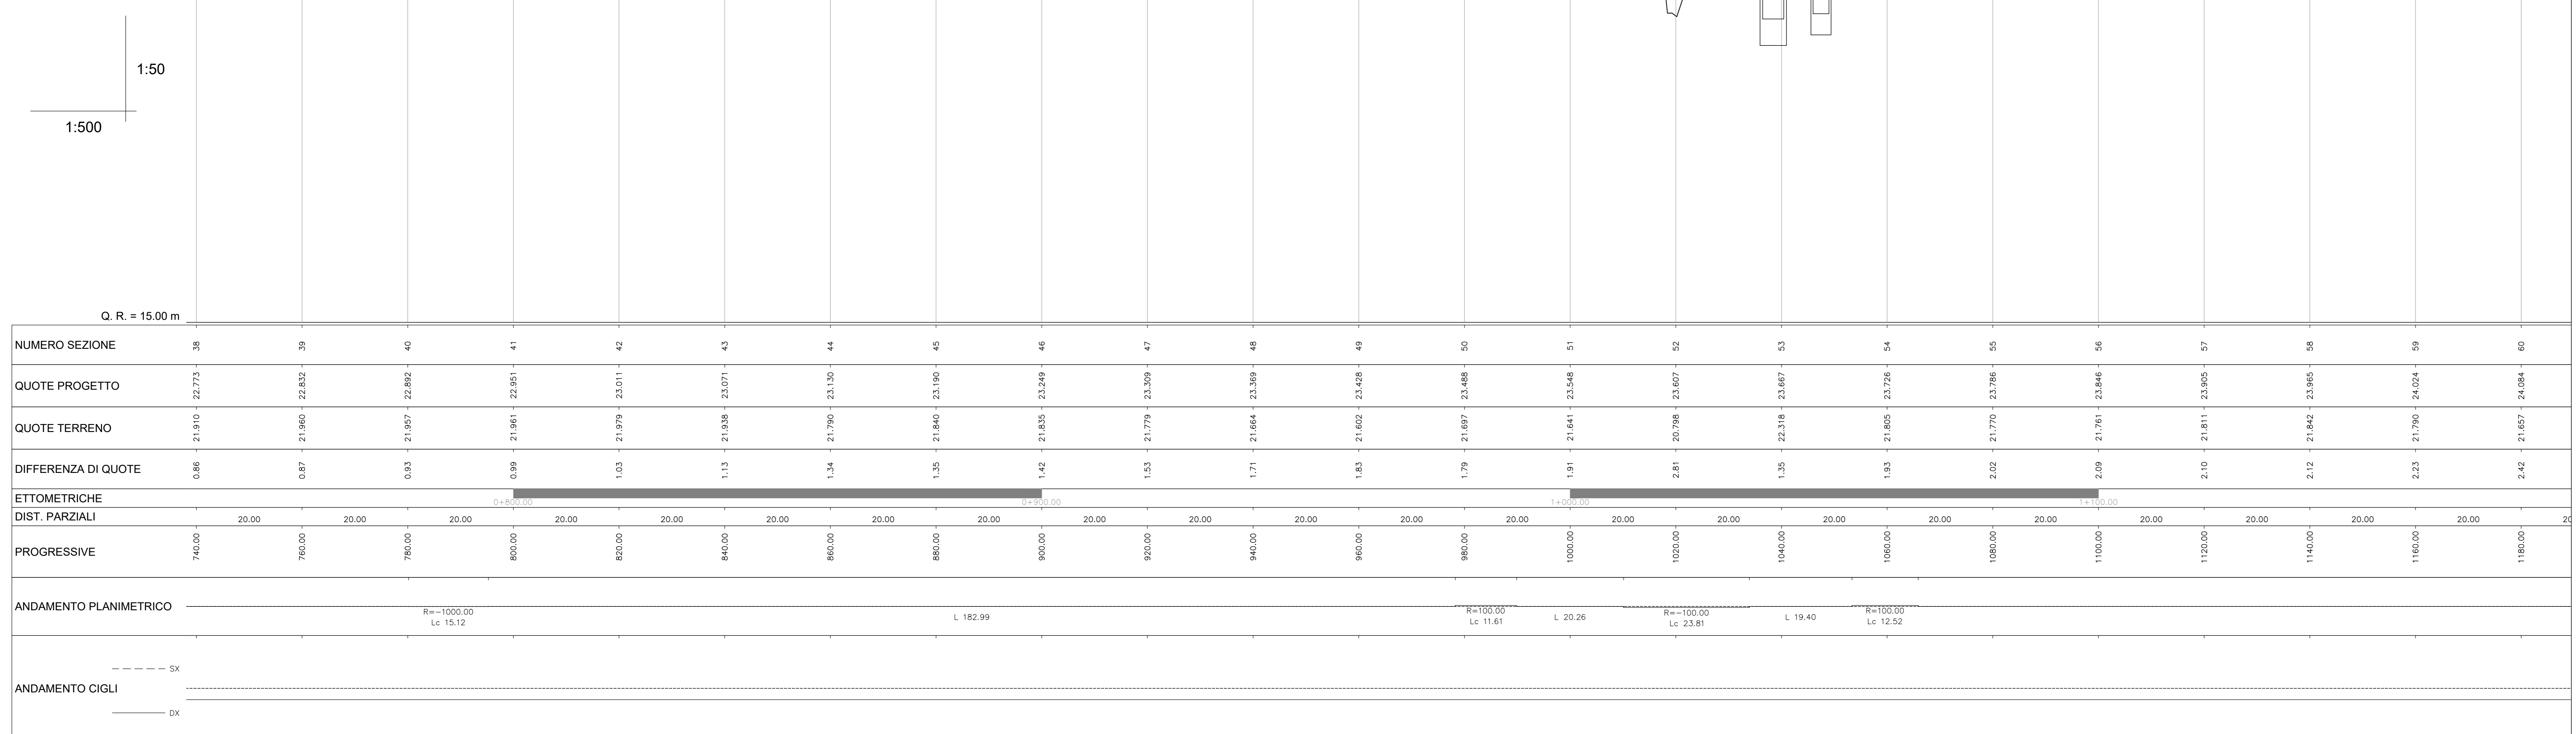 1:50
1:500
Q. R. = 15.00 m
NUMERO SEZIONE 38 39 40 41 42 43 44 45 46 47 48 49 50 51 52 53 54 55 56 57 58 59 60
QUOTE PROGETTO 22.773 22.832 22.892 22.951 23.011 23.071 23.130 23.190 23.249 23.309 23.369 23.428 23.488 23.548 23.607 23.667 23.726 23.786 23.846 23.905 23.965 24.024 24.084
QUOTE TERRENO 21.910 21.960 21.957 21.961 21.979 21.938 21.790 21.840 21.835 21.779 21.664 21.602 21.697 21.641 20.798 22.318 21.805 21.770 21.761 21.811 21.842 21.790 21.657
DIFFERENZA DI QUOTE 0.86 0.87 0.93 0.99 1.03 1.13 1.34 1.35 1.42 1.53 1.71 1.83 1.79 1.91 2.81 1.35 1.93 2.02 2.09 2.10 2.12 2.23 2.42
ETTOMETRICHE 0+800.00 0+900.00 1+000.00 1+100.00
DIST. PARZIALI 20.00 20.00 20.00 20.00 20.00 20.00 20.00 20.00 20.00 20.00 20.00 20.00 20.00 20.00 20.00 20.00 20.00 20.00 20.00 20.00 20.00 20.00 20
PROGRESSIVE 740.00 760.00 780.00 800.00 820.00 840.00 860.00 880.00 900.00 920.00 940.00 960.00 980.00 1000.00 1020.00 1040.00 1060.00 1080.00 1100.00 1120.00 1140.00 1160.00 1180.00
ANDAMENTO PLANIMETRICO R=-1000.00 R=100.00 R=-100.00 R=100.00
Lc 15.12 L 182.99 Lc 11.61 L 20.26 Lc 23.81 L 19.40 Lc 12.52
SX
ANDAMENTO CIGLI
DX